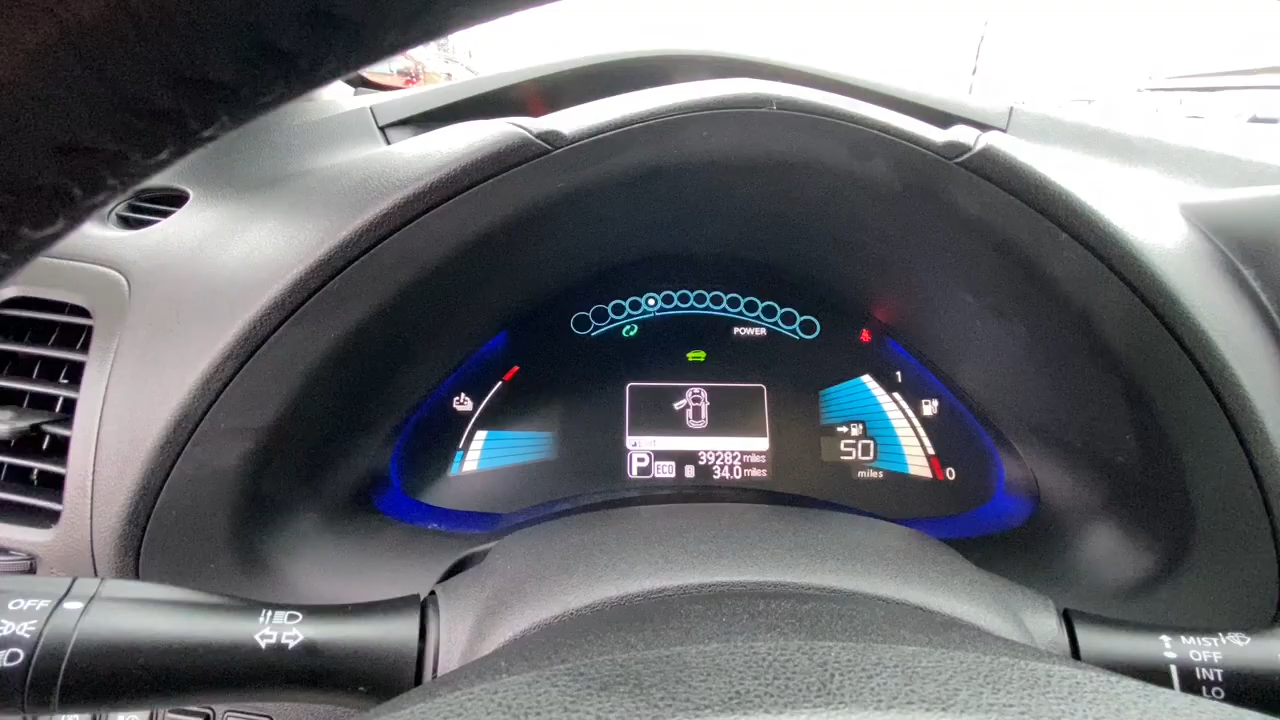 POWER
1
39282 miles
P ECO 34.0 miles
50
miles
0
OFF
MIST
OFF
INT
LO